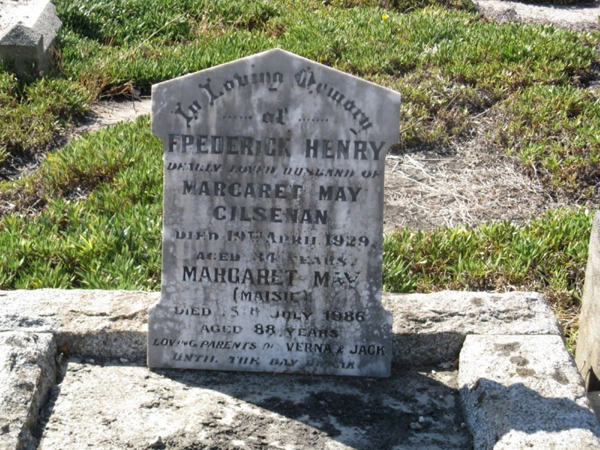 In Loving Memory
of
FREDERICK HENRY
DEARLY LOVED HUSBAND OF
MARGARET MAY
GILSENAN
DIED 19TH APRIL 1929
AGED 34 YEARS.
MARGARET MAY
(MAISIE)
DIED 5TH JULY 1986
AGED 88 YEARS
LOVING PARENTS OF VERNA & JACK
UNTIL THE DAY BREAK